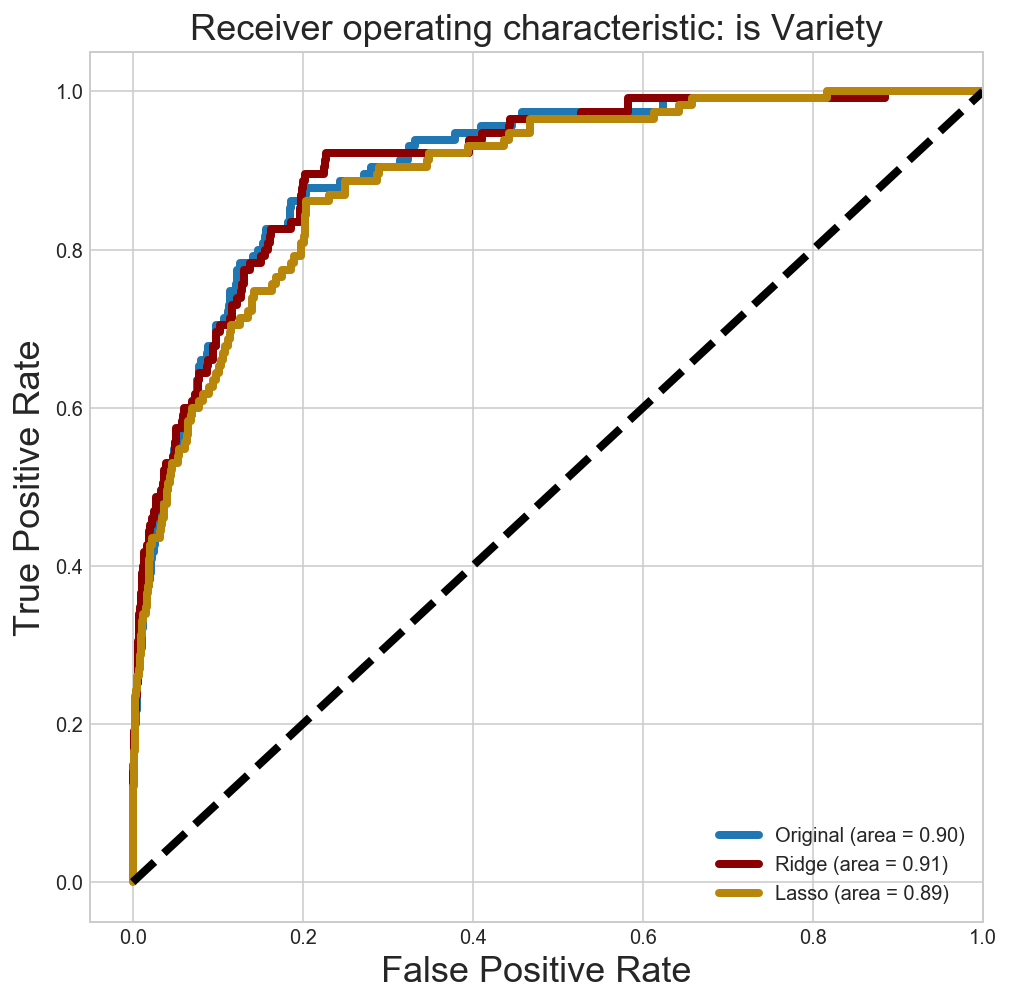 Receiver operating characteristic: is Variety
True Positive Rate
1.0
0.8
0.6
0.4
0.2
0.0
Original (area = 0.90)
Ridge (area = 0.91)
Lasso (area = 0.89)
0.0 0.2 0.4 0.6 0.8 1.0
False Positive Rate